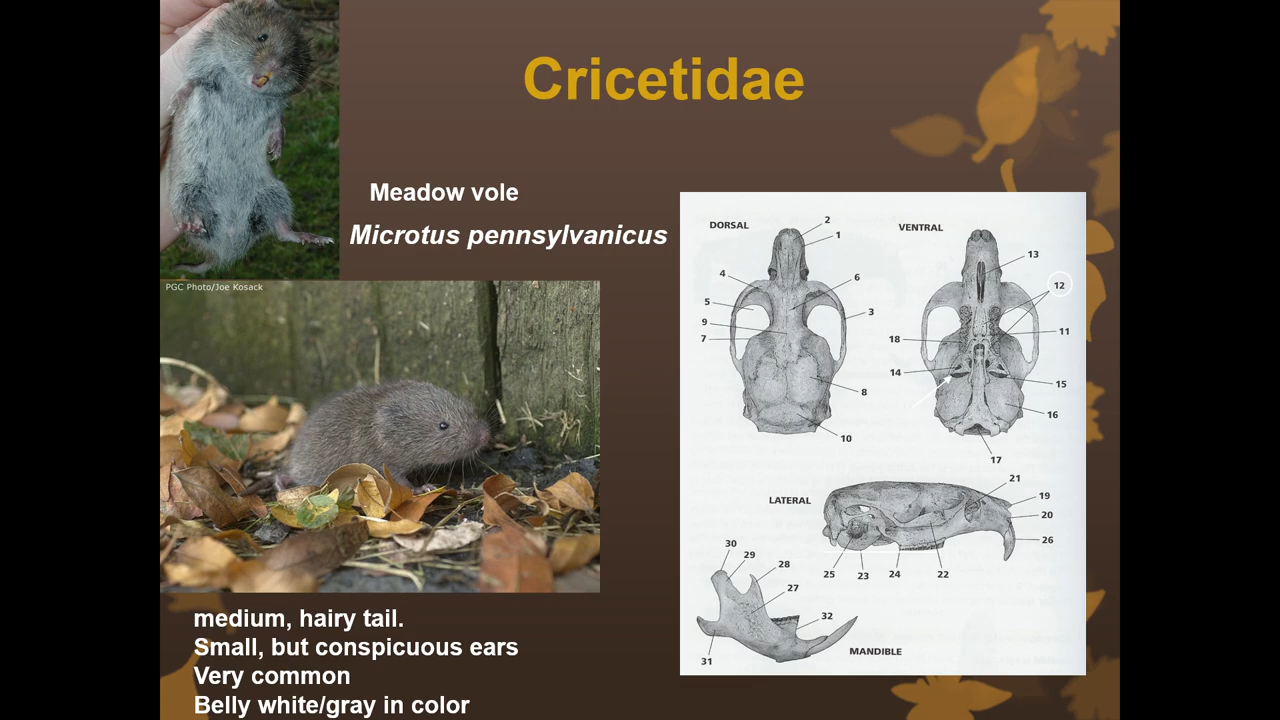 Cricetidae
Meadow vole
Microtus pennsylvanicus
PGC Photo/Joe Kosack
medium, hairy tail.
Small, but conspicuous ears
Very common
Belly white/gray in color
DORSAL
2
1
4
6
5
3
9
7
8
10
VENTRAL
13
12
11
18
14
15
16
17
LATERAL
21
19
20
26
25
23
24
22
30
29
28
27
32
31
MANDIBLE